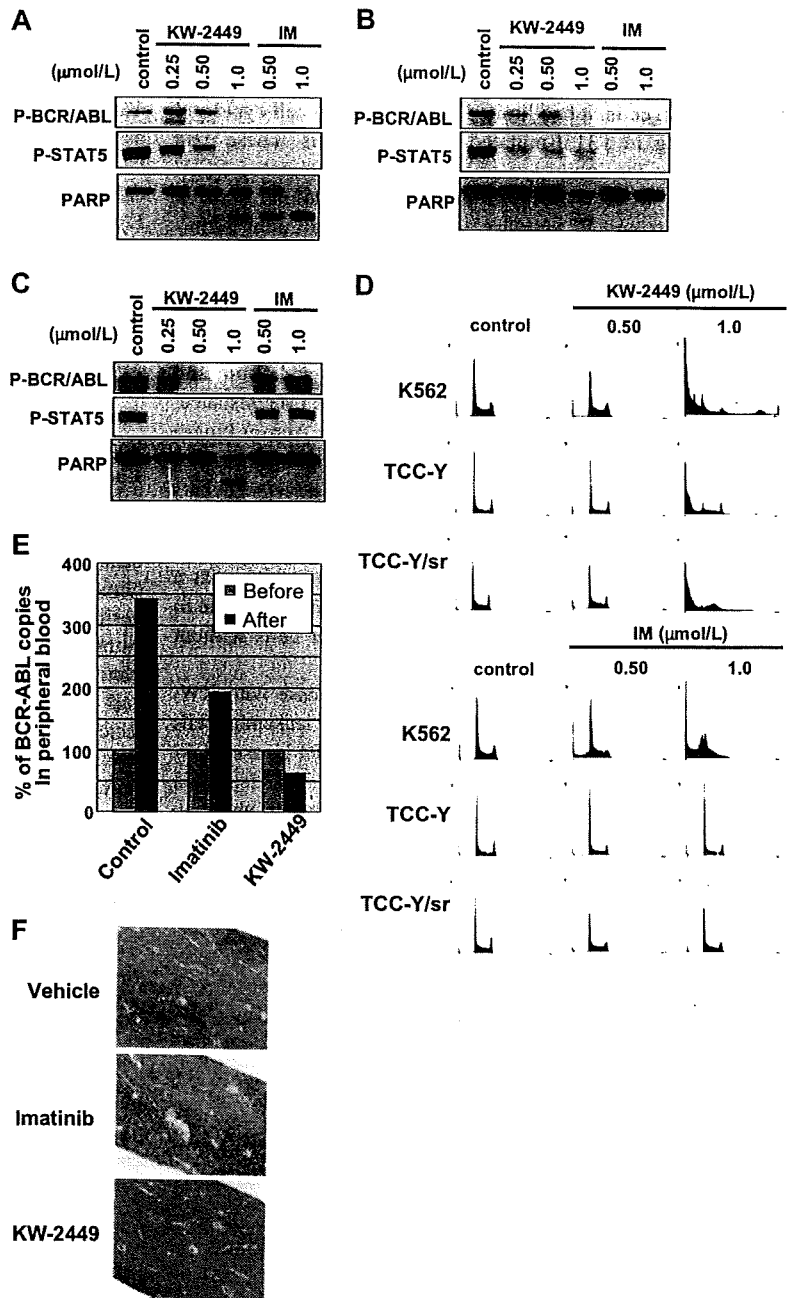 A
KW-2449 IM
(μmol/L) control 0.25 0.50 1.0 0.50 1.0
P-BCR/ABL
P-STAT5
PARP
B
KW-2449 IM
(μmol/L) control 0.25 0.50 1.0 0.50 1.0
P-BCR/ABL
P-STAT5
PARP
C
KW-2449 IM
(μmol/L) control 0.25 0.50 1.0 0.50 1.0
P-BCR/ABL
P-STAT5
PARP
D
KW-2449 (μmol/L)
control 0.50 1.0
K562
TCC-Y
TCC-Y/sr
IM (μmol/L)
control 0.50 1.0
K562
TCC-Y
TCC-Y/sr
E
% of BCR-ABL copies
In peripheral blood
400
300
200
100
0
Before
After
Control Imatinib KW-2449
F
Vehicle
Imatinib
KW-2449